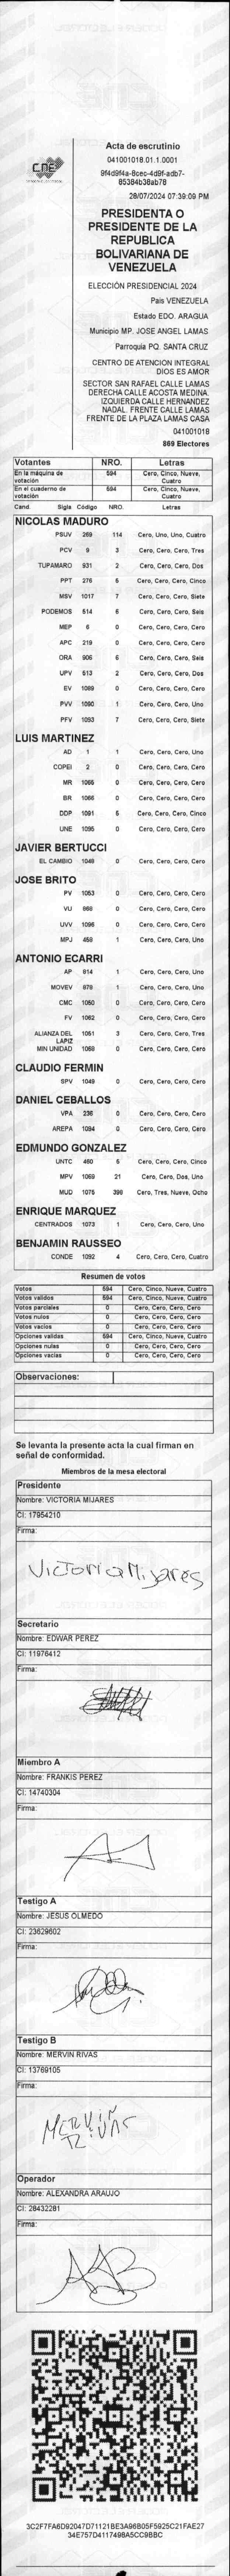 Acta de escrutinio
041001018.01.1.0001
9f4d9f4a-8cec-4d9f-adb7-
85384b38ab78
28/07/2024 07:39:09 PM
CNE
PRESIDENTA O
PRESIDENTE DE LA
REPUBLICA
BOLIVARIANA DE
VENEZUELA
ELECCIÓN PRESIDENCIAL 2024
País VENEZUELA
Estado EDO. ARAGUA
Municipio MP. JOSE ANGEL LAMAS
Parroquia PQ. SANTA CRUZ
CENTRO DE ATENCION INTEGRAL
DIOS ES AMOR
SECTOR SAN RAFAEL CALLE LAMAS
DERECHA CALLE ACOSTA MEDINA.
IZQUIERDA CALLE HERNANDEZ
NADAL. FRENTE CALLE LAMAS
FRENTE DE LA PLAZA LAMAS CASA
041001018
869 Electores
Votantes NRO. Letras
En la máquina de votación 594 Cero, Cinco, Nueve, Cuatro
En el cuaderno de votación 594 Cero, Cinco, Nueve, Cuatro
Cand. Sigla Código NRO. Letras
NICOLAS MADURO
PSUV 269 114 Cero, Uno, Uno, Cuatro
PCV 9 3 Cero, Cero, Cero, Tres
TUPAMARO 931 2 Cero, Cero, Cero, Dos
PPT 276 5 Cero, Cero, Cero, Cinco
MSV 1017 7 Cero, Cero, Cero, Siete
PODEMOS 514 6 Cero, Cero, Cero, Seis
MEP 6 0 Cero, Cero, Cero, Cero
APC 219 0 Cero, Cero, Cero, Cero
ORA 906 6 Cero, Cero, Cero, Seis
UPV 513 2 Cero, Cero, Cero, Dos
EV 1089 0 Cero, Cero, Cero, Cero
PVV 1090 1 Cero, Cero, Cero, Uno
PFV 1093 7 Cero, Cero, Cero, Siete
LUIS MARTINEZ
AD 1 1 Cero, Cero, Cero, Uno
COPEI 2 0 Cero, Cero, Cero, Cero
MR 1065 0 Cero, Cero, Cero, Cero
BR 1066 0 Cero, Cero, Cero, Cero
DDP 1091 5 Cero, Cero, Cero, Cinco
UNE 1095 0 Cero, Cero, Cero, Cero
JAVIER BERTUCCI
EL CAMBIO 1048 0 Cero, Cero, Cero, Cero
JOSE BRITO
PV 1053 0 Cero, Cero, Cero, Cero
VU 868 0 Cero, Cero, Cero, Cero
UVV 1096 0 Cero, Cero, Cero, Cero
MPJ 459 1 Cero, Cero, Cero, Uno
ANTONIO ECARRI
AP 814 1 Cero, Cero, Cero, Uno
MOVEV 878 1 Cero, Cero, Cero, Uno
CMC 1050 0 Cero, Cero, Cero, Cero
FV 1062 0 Cero, Cero, Cero, Cero
ALIANZA DEL LAPIZ 1051 3 Cero, Cero, Cero, Tres
MIN UNIDAD 1068 0 Cero, Cero, Cero, Cero
CLAUDIO FERMIN
SPV 1049 0 Cero, Cero, Cero, Cero
DANIEL CEBALLOS
VPA 236 0 Cero, Cero, Cero, Cero
AREPA 1084 0 Cero, Cero, Cero, Cero
EDMUNDO GONZALEZ
UNTC 460 5 Cero, Cero, Cero, Cinco
MPV 1069 21 Cero, Cero, Dos, Uno
MUD 1075 398 Cero, Tres, Nueve, Ocho
ENRIQUE MARQUEZ
CENTRADOS 1073 1 Cero, Cero, Cero, Uno
BENJAMIN RAUSSEO
CONDE 1092 4 Cero, Cero, Cero, Cuatro
Resumen de votos
Votos 594 Cero, Cinco, Nueve, Cuatro
Votos validos 594 Cero, Cinco, Nueve, Cuatro
Votos parciales 0 Cero, Cero, Cero, Cero
Votos nulos 0 Cero, Cero, Cero, Cero
Votos vacios 0 Cero, Cero, Cero, Cero
Opciones validas 594 Cero, Cinco, Nueve, Cuatro
Opciones nulas 0 Cero, Cero, Cero, Cero
Opciones vacias 0 Cero, Cero, Cero, Cero
Observaciones:
Se levanta la presente acta la cual firman en
señal de conformidad.
Miembros de la mesa electoral
Presidente
Nombre: VICTORIA MIJARES
CI: 17954210
Firma:
Victoria Mijares
Secretario
Nombre: EDWAR PEREZ
CI: 11976412
Firma:
Miembro A
Nombre: FRANKIS PEREZ
CI: 14740304
Firma:
Testigo A
Nombre: JESUS OLMEDO
CI: 23629602
Firma:
Testigo B
Nombre: MERVIN RIVAS
CI: 13769105
Firma:
MERVIN
RIVAS
Operador
Nombre: ALEXANDRA ARAUJO
CI: 28432281
Firma:
3C2F7FA6D92047D71121BE3A96B05F5925C21FAE27
34E757D4117498A5CC9BBC